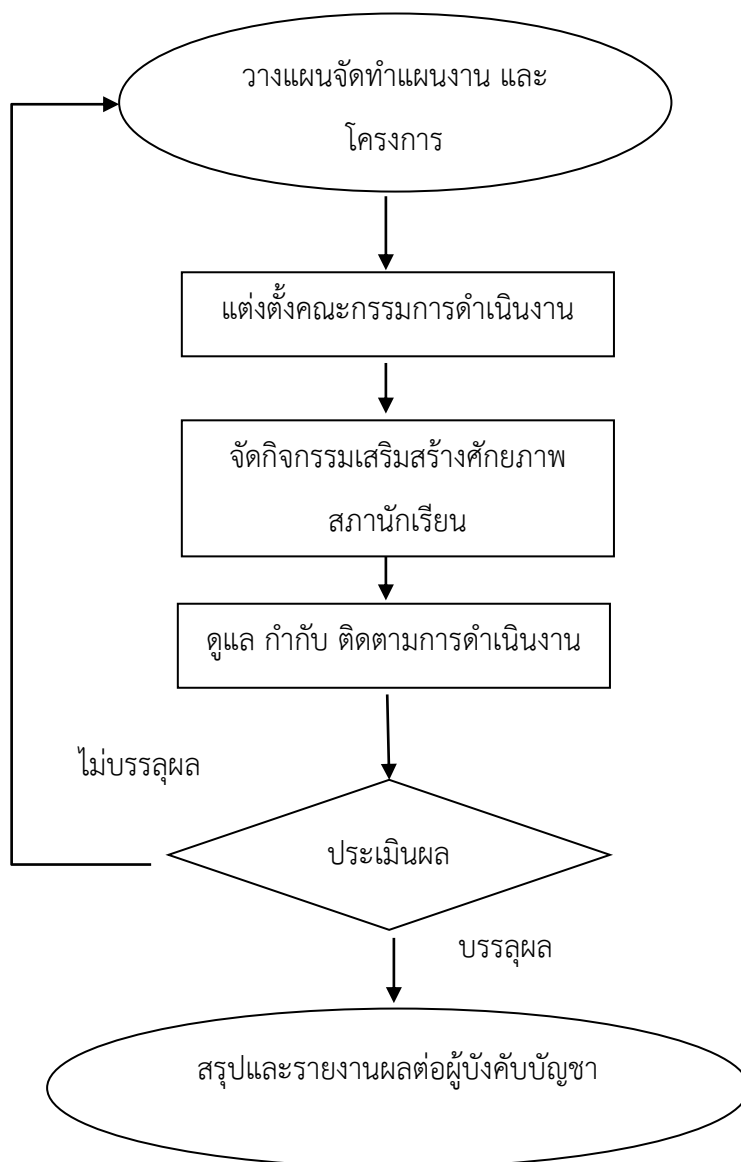 วางแผนจัดทำแผนงาน และ
โครงการ
แต่งตั้งคณะกรรมการดำเนินงาน
จัดกิจกรรมเสริมสร้างศักยภาพ
สภานักเรียน
ดูแล กำกับ ติดตามการดำเนินงาน
ไม่บรรลุผล
ประเมินผล
บรรลุผล
สรุปและรายงานผลต่อผู้บังคับบัญชา